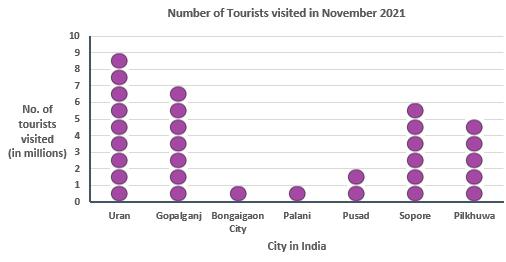 Number of Tourists visited in November 2021
10
9
8
7
6
5
4
3
2
1
0
No. of
tourists
visited
(in millions)
Uran
Gopalganj
Bongaigaon
City
Palani
Pusad
Sopore
Pilkhuwa
City in India